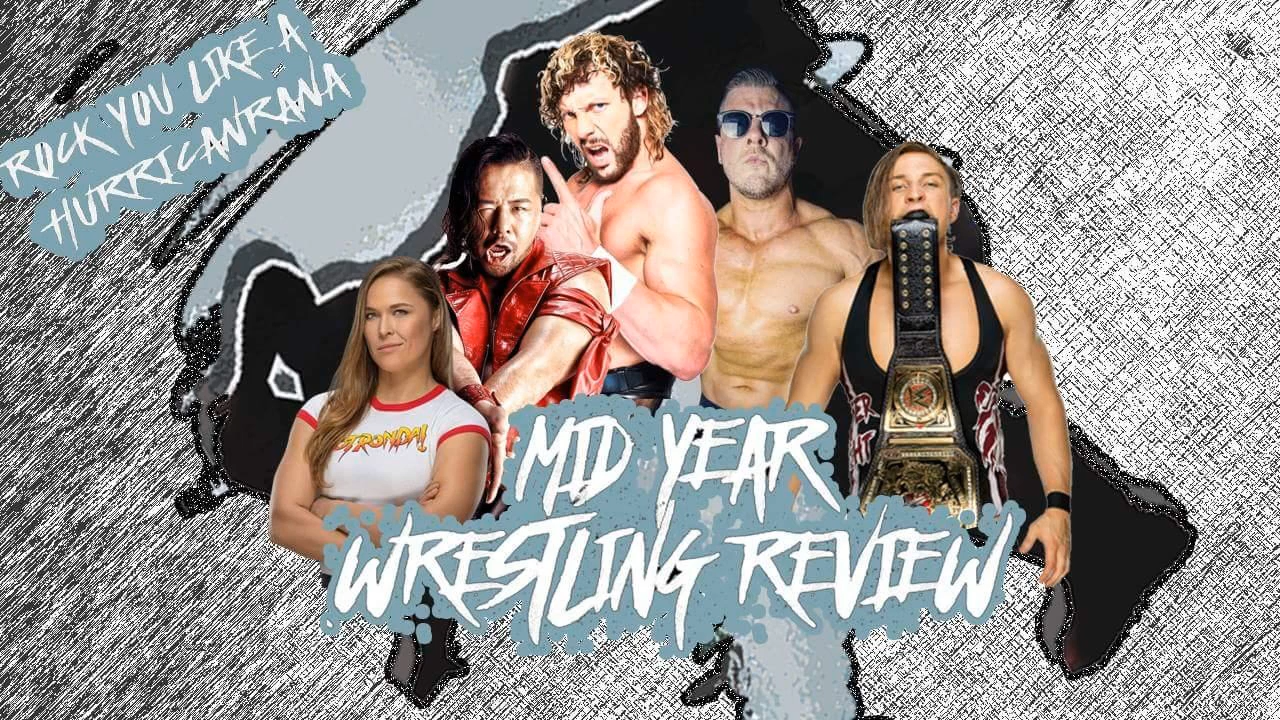 ROCK YOU LIKE A
HURRICANRANA
RONDA!
MID YEAR
WRESTLING REVIEW